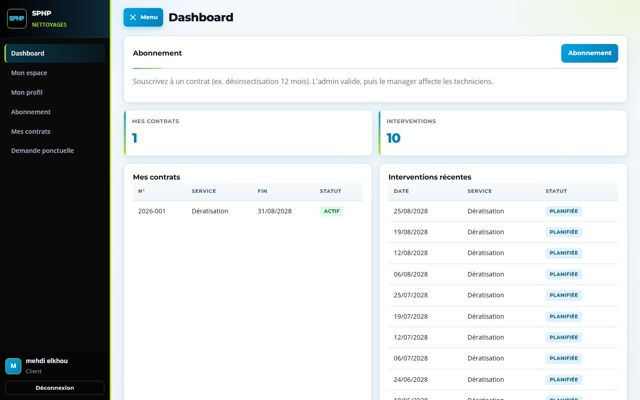 SPHP
SPHP
NETTOYAGES
Dashboard
Mon espace
Mon profil
Abonnement
Mes contrats
Demande ponctuelle
M
mehdi elkhou
Client
Déconnexion
Menu
Dashboard
Abonnement
Abonnement
Souscrivez à un contrat (ex. désinsectisation 12 mois). L'admin valide, puis le manager affecte les techniciens.
MES CONTRATS
1
INTERVENTIONS
10
Mes contrats
N° SERVICE FIN STATUT
2026-001 Dératisation 31/08/2028 ACTIF
Interventions récentes
DATE SERVICE STATUT
25/08/2028 Dératisation PLANIFIÉE
19/08/2028 Dératisation PLANIFIÉE
12/08/2028 Dératisation PLANIFIÉE
06/08/2028 Dératisation PLANIFIÉE
25/07/2028 Dératisation PLANIFIÉE
19/07/2028 Dératisation PLANIFIÉE
12/07/2028 Dératisation PLANIFIÉE
06/07/2028 Dératisation PLANIFIÉE
24/06/2028 Dératisation PLANIFIÉE